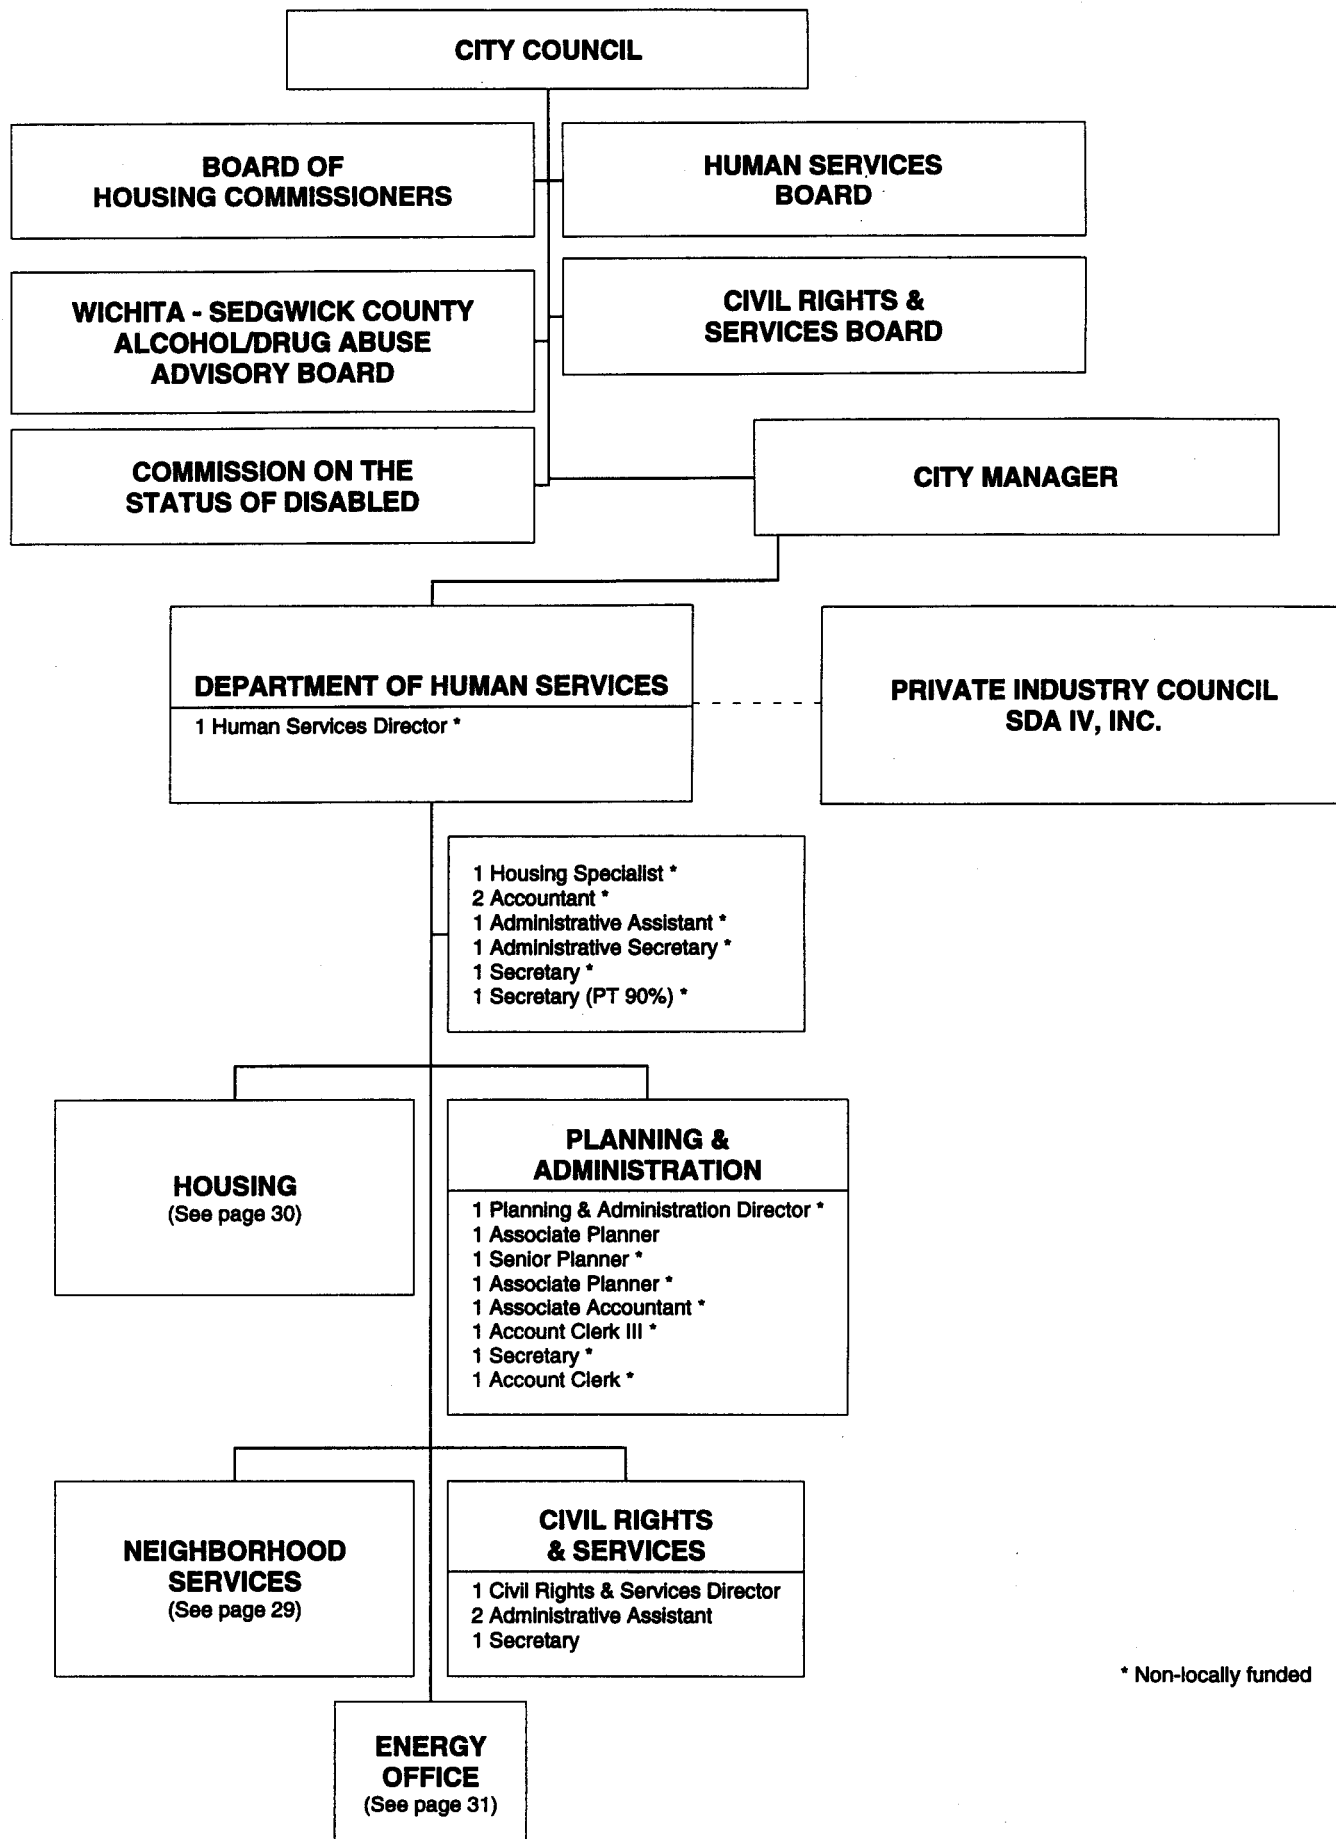 CITY COUNCIL
BOARD OF
HOUSING COMMISSIONERS
HUMAN SERVICES
BOARD
WICHITA - SEDGWICK COUNTY
ALCOHOL/DRUG ABUSE
ADVISORY BOARD
CIVIL RIGHTS &
SERVICES BOARD
COMMISSION ON THE
STATUS OF DISABLED
CITY MANAGER
DEPARTMENT OF HUMAN SERVICES
1 Human Services Director *
PRIVATE INDUSTRY COUNCIL
SDA IV, INC.
1 Housing Specialist *
2 Accountant *
1 Administrative Assistant *
1 Administrative Secretary *
1 Secretary *
1 Secretary (PT 90%) *
HOUSING
(See page 30)
PLANNING &
ADMINISTRATION
1 Planning & Administration Director *
1 Associate Planner
1 Senior Planner *
1 Associate Planner *
1 Associate Accountant *
1 Account Clerk III *
1 Secretary *
1 Account Clerk *
NEIGHBORHOOD
SERVICES
(See page 29)
CIVIL RIGHTS
& SERVICES
1 Civil Rights & Services Director
2 Administrative Assistant
1 Secretary
* Non-locally funded
ENERGY
OFFICE
(See page 31)